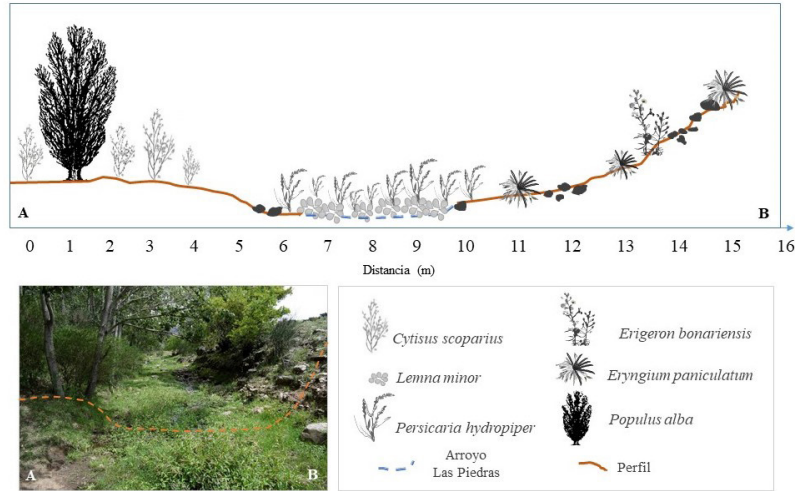 A
B
0 1 2 3 4 5 6 7 8 9 10 11 12 13 14 15 16
Distancia (m)
A
B
Cytisus scoparius
Erigeron bonariensis
Lemna minor
Eryngium paniculatum
Persicaria hydropiper
Populus alba
Arroyo
Las Piedras
Perfil